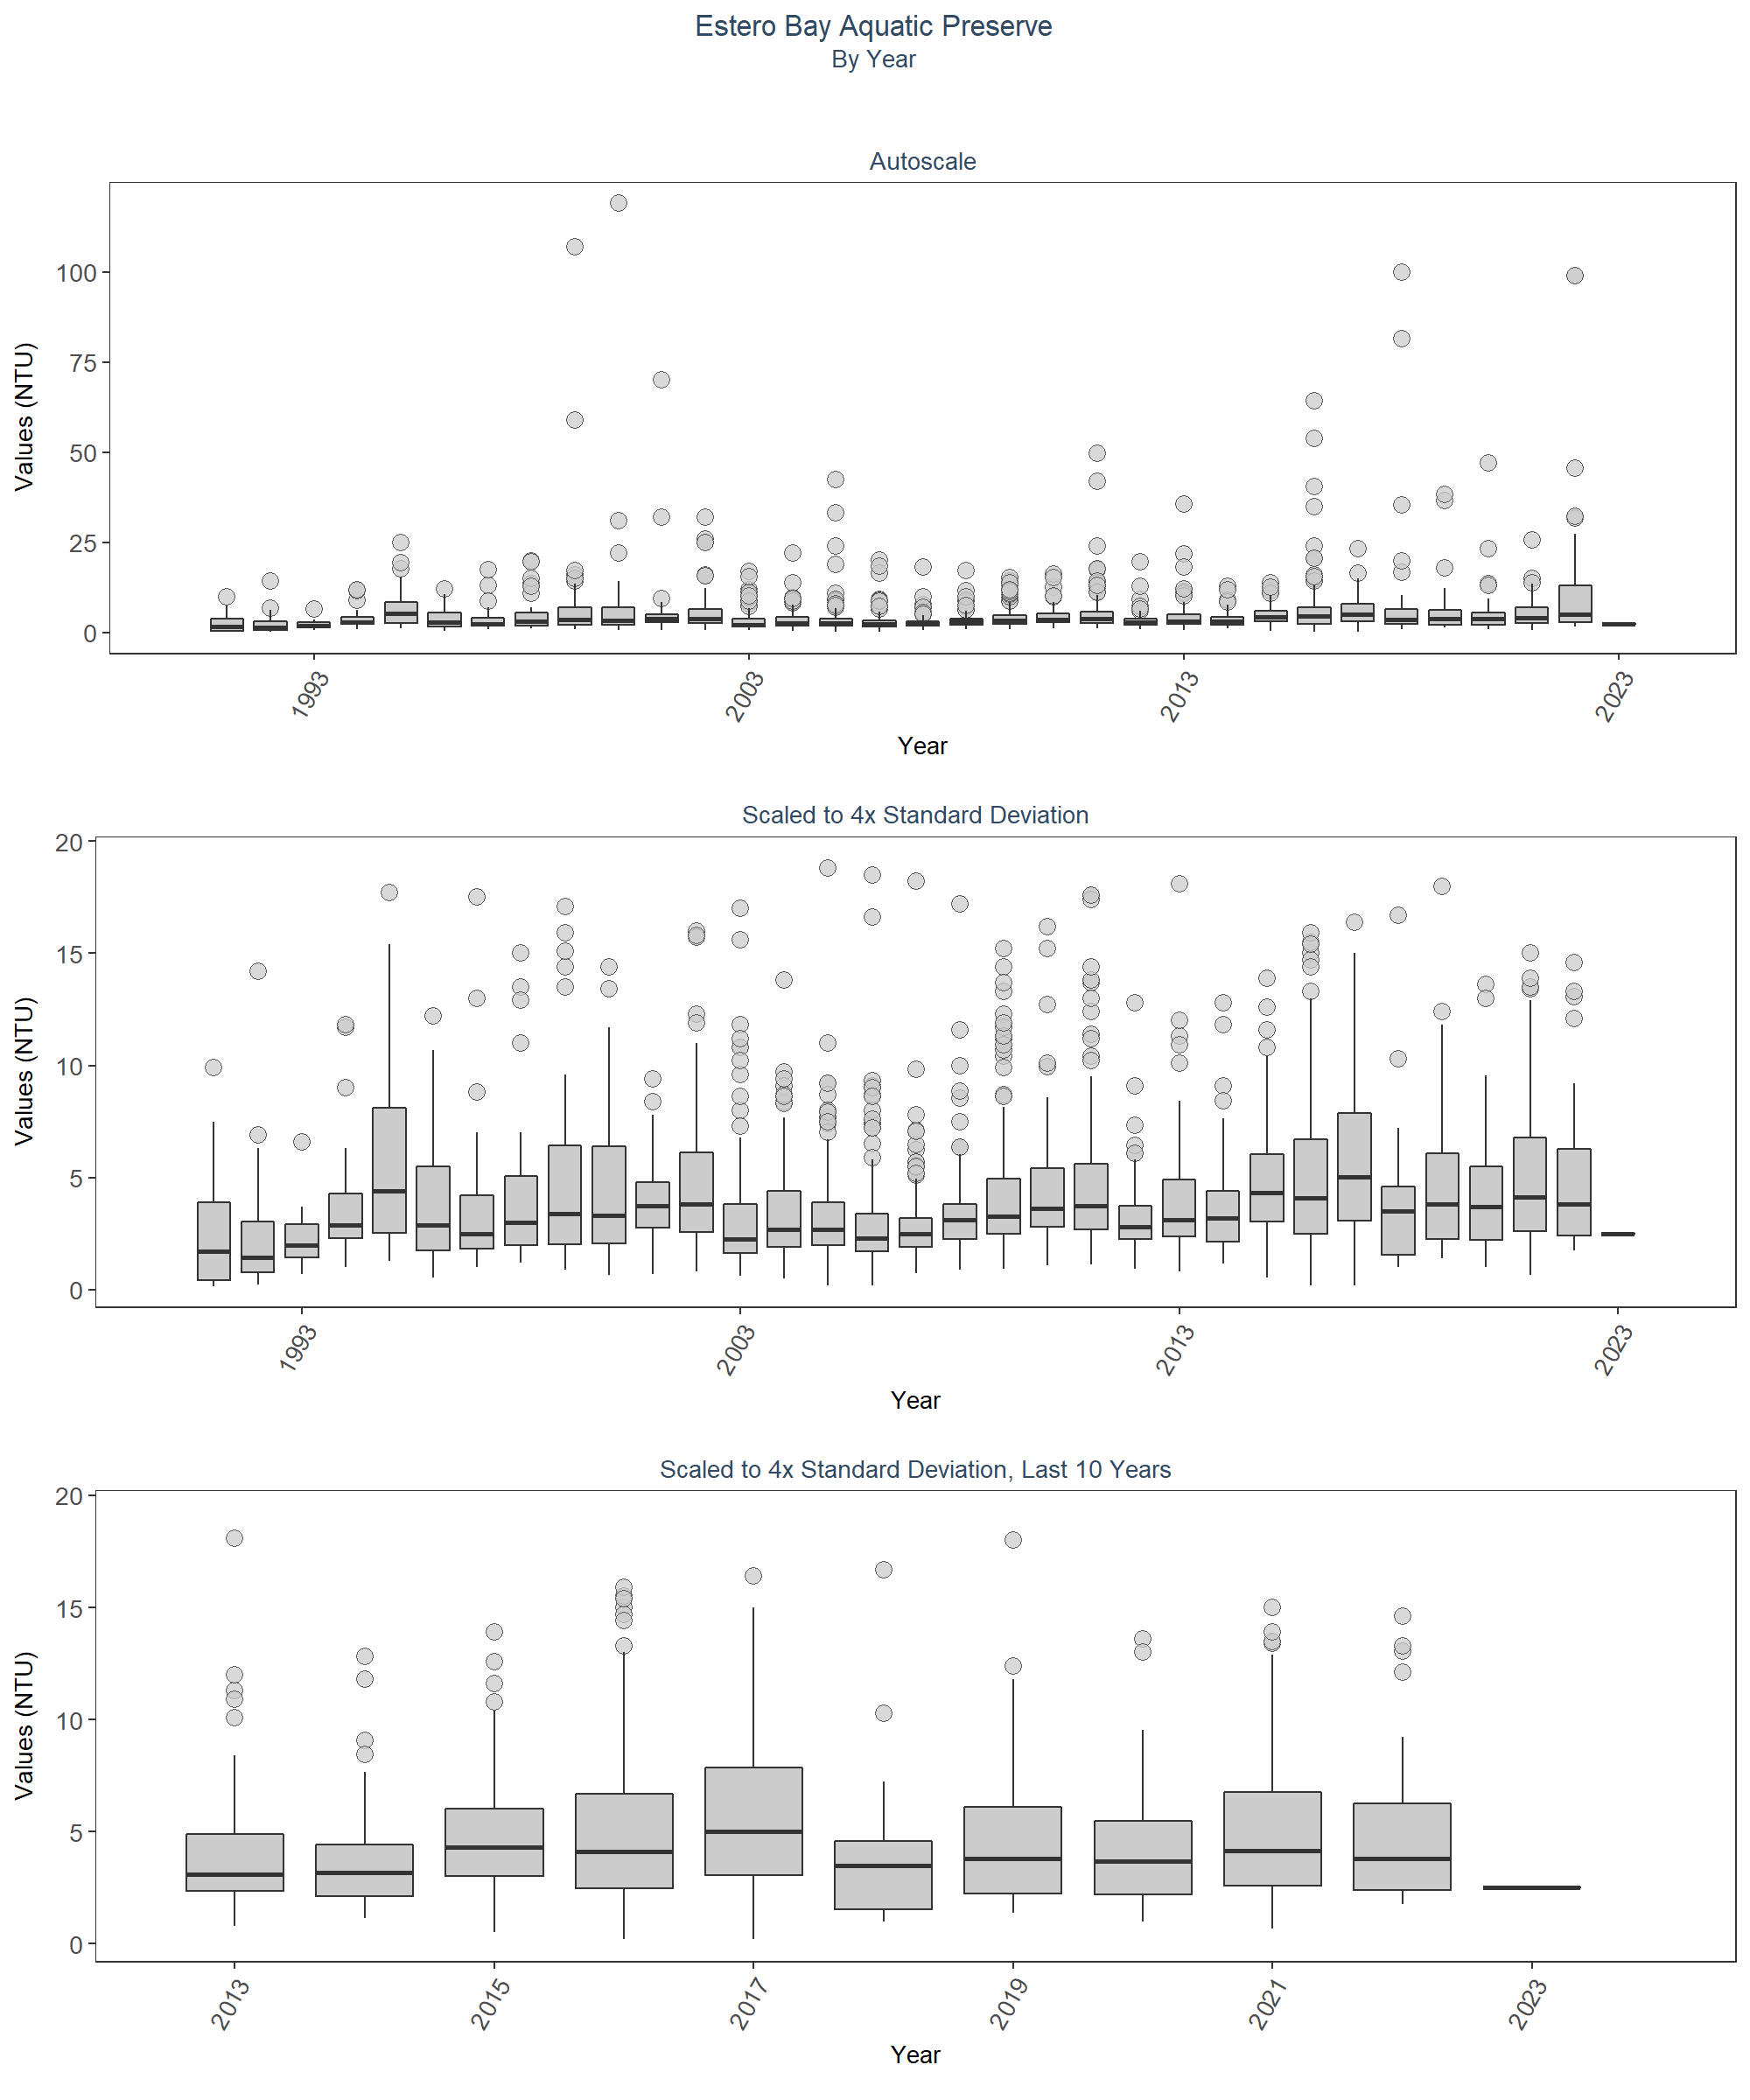 Estero Bay Aquatic Preserve
By Year
Autoscale
Values (NTU)
100
75
50
25
0
1993
2003
2013
2023
Year
Scaled to 4x Standard Deviation
Values (NTU)
20
15
10
5
0
1993
2003
2013
2023
Year
Scaled to 4x Standard Deviation, Last 10 Years
Values (NTU)
20
15
10
5
0
2013
2015
2017
2019
2021
2023
Year